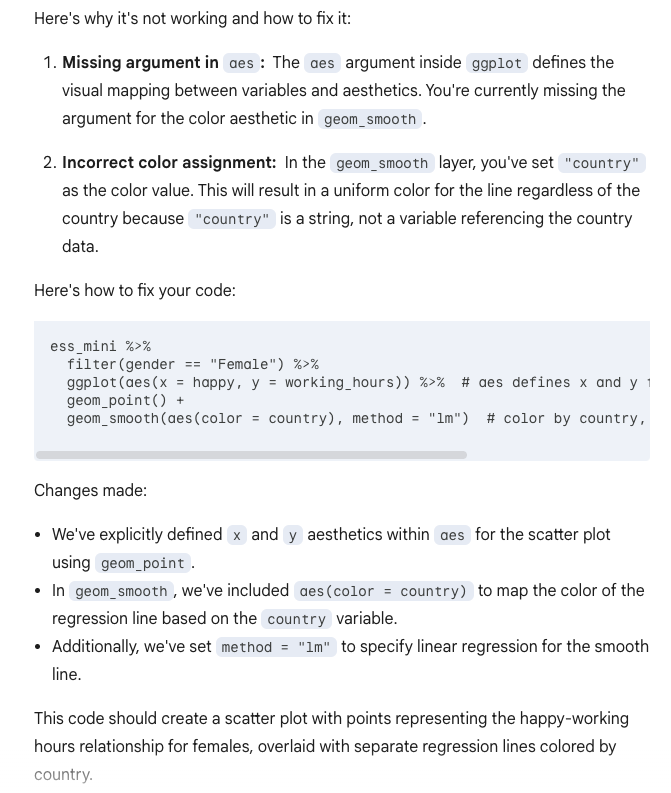 Here's why it's not working and how to fix it:
1. Missing argument in aes : The aes argument inside ggplot defines the
visual mapping between variables and aesthetics. You're currently missing the
argument for the color aesthetic in geom_smooth .
2. Incorrect color assignment: In the geom_smooth layer, you've set "country"
as the color value. This will result in a uniform color for the line regardless of the
country because "country" is a string, not a variable referencing the country
data.
Here's how to fix your code:
ess_mini %>%
filter(gender == "Female") %>%
ggplot(aes(x = happy, y = working_hours)) %>% # aes defines x and y
geom_point() +
geom_smooth(aes(color = country), method = "lm") # color by country,
Changes made:
• We've explicitly defined x and y aesthetics within aes for the scatter plot
using geom_point .
• In geom_smooth , we've included aes(color = country) to map the color of the
regression line based on the country variable.
• Additionally, we've set method = "lm" to specify linear regression for the smooth
line.
This code should create a scatter plot with points representing the happy-working
hours relationship for females, overlaid with separate regression lines colored by
country.